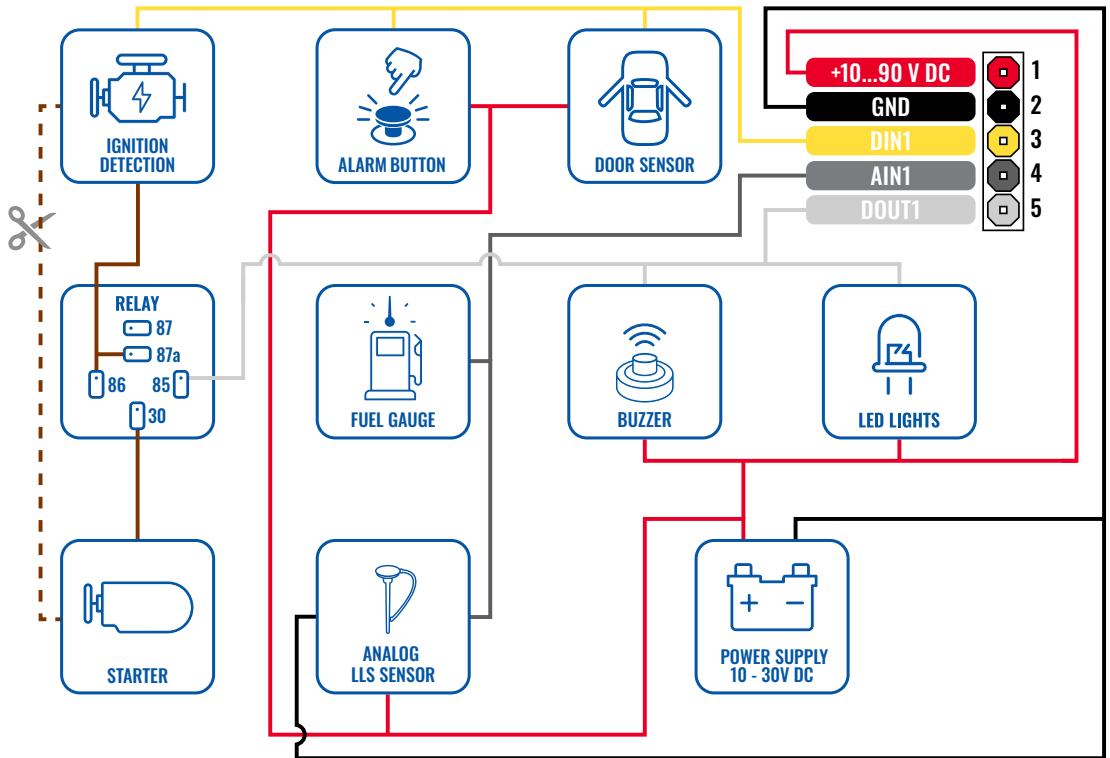 IGNITION
DETECTION
ALARM BUTTON
DOOR SENSOR
+10...90 V DC
1
GND
2
DIN1
3
AIN1
4
DOUT1
5
RELAY
87
87a
86
85
30
FUEL GAUGE
BUZZER
LED LIGHTS
STARTER
ANALOG
LLS SENSOR
+ −
POWER SUPPLY
10 - 30V DC